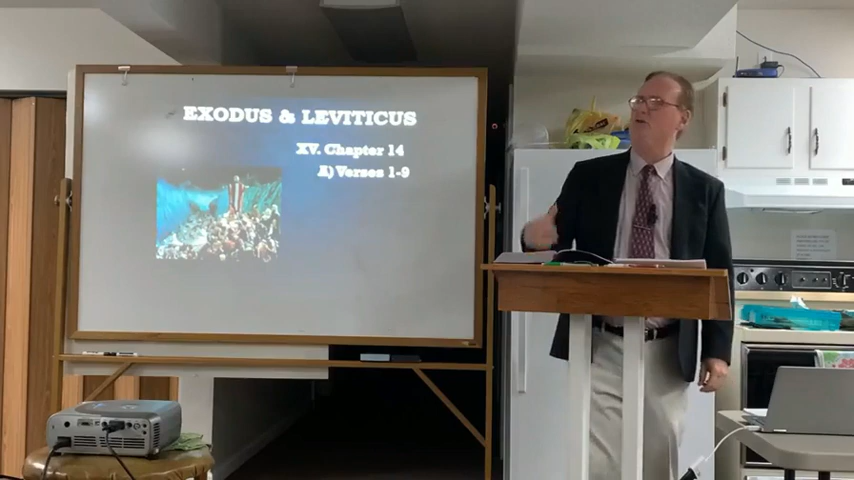 EXODUS & LEVITICUS
XV. Chapter 14
A) Verses 1-9